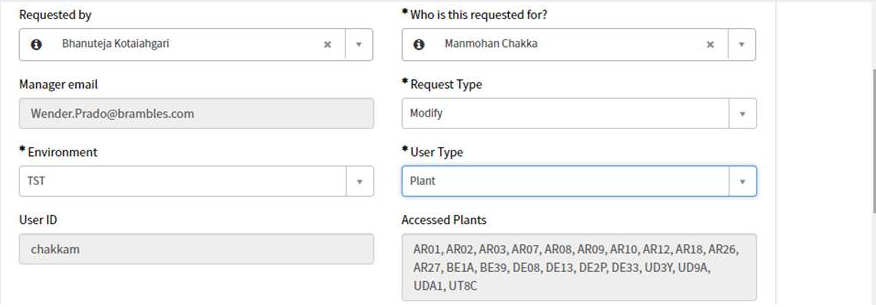 Requested by
* Who is this requested for?
Bhanuteja Kotaiahgari
Manmohan Chakka
Manager email
* Request Type
Wender.Prado@brambles.com
Modify
* Environment
* User Type
TST
Plant
User ID
Accessed Plants
chakkam
AR01, AR02, AR03, AR07, AR08, AR09, AR10, AR12, AR18, AR26,
AR27, BE1A, BE39, DE08, DE13, DE2P, DE33, UD3Y, UD9A,
UDA1, UT8C